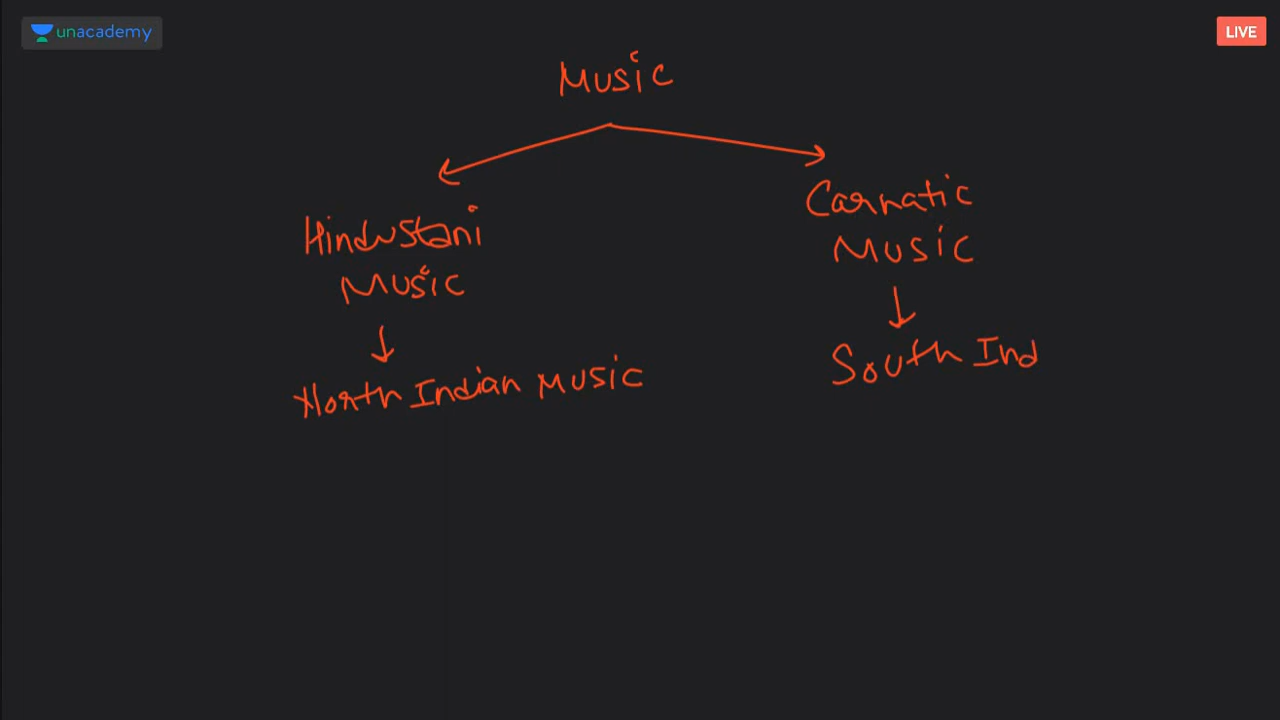 unacademy
LIVE
Music
Hindustani
Music
North Indian Music
Carnatic
Music
South Ind